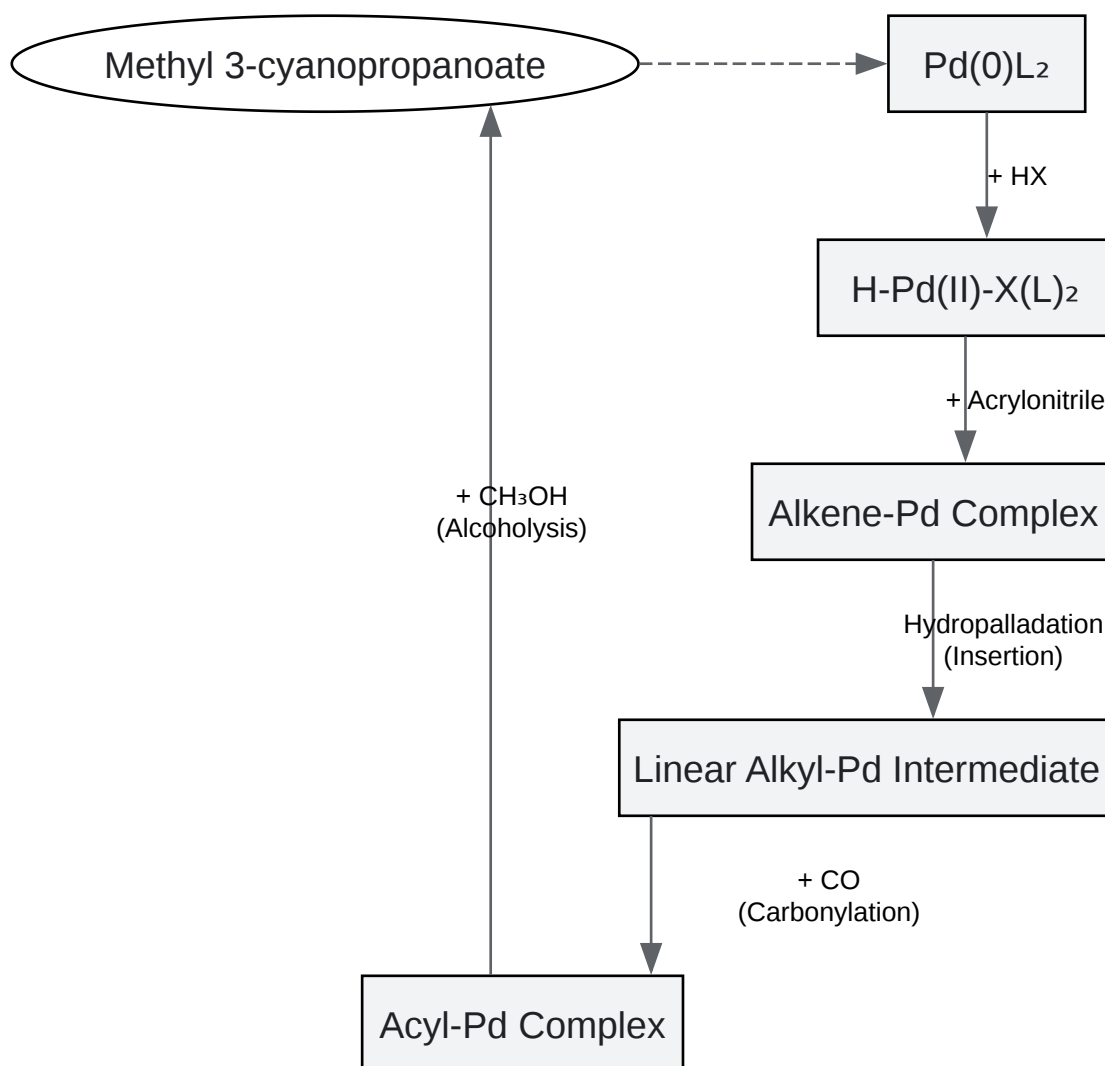 Methyl 3-cyanopropanoate
Pd(0)L₂
+ HX
H-Pd(II)-X(L)₂
+ Acrylonitrile
Alkene-Pd Complex
+ CH₃OH
(Alcoholysis)
Hydropalladation
(Insertion)
Linear Alkyl-Pd Intermediate
+ CO
(Carbonylation)
Acyl-Pd Complex